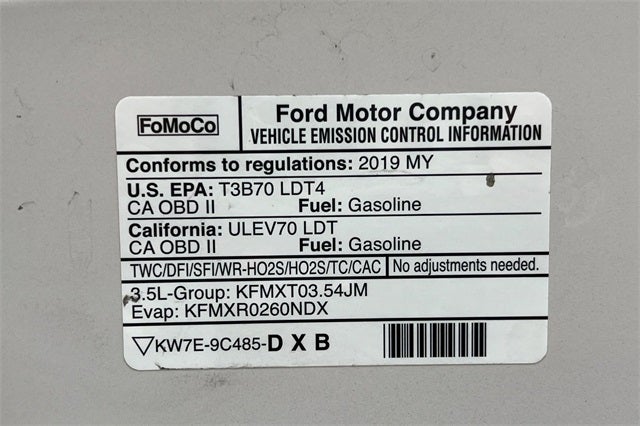 FoMoCo
Ford Motor Company
VEHICLE EMISSION CONTROL INFORMATION
Conforms to regulations: 2019 MY
U.S. EPA: T3B70 LDT4
CA OBD II Fuel: Gasoline
California: ULEV70 LDT
CA OBD II Fuel: Gasoline
TWC/DFI/SFI/WR-HO2S/HO2S/TC/CAC No adjustments needed.
3.5L-Group: KFMXT03.54JM
Evap: KFMXR0260NDX
▽KW7E-9C485-D X B